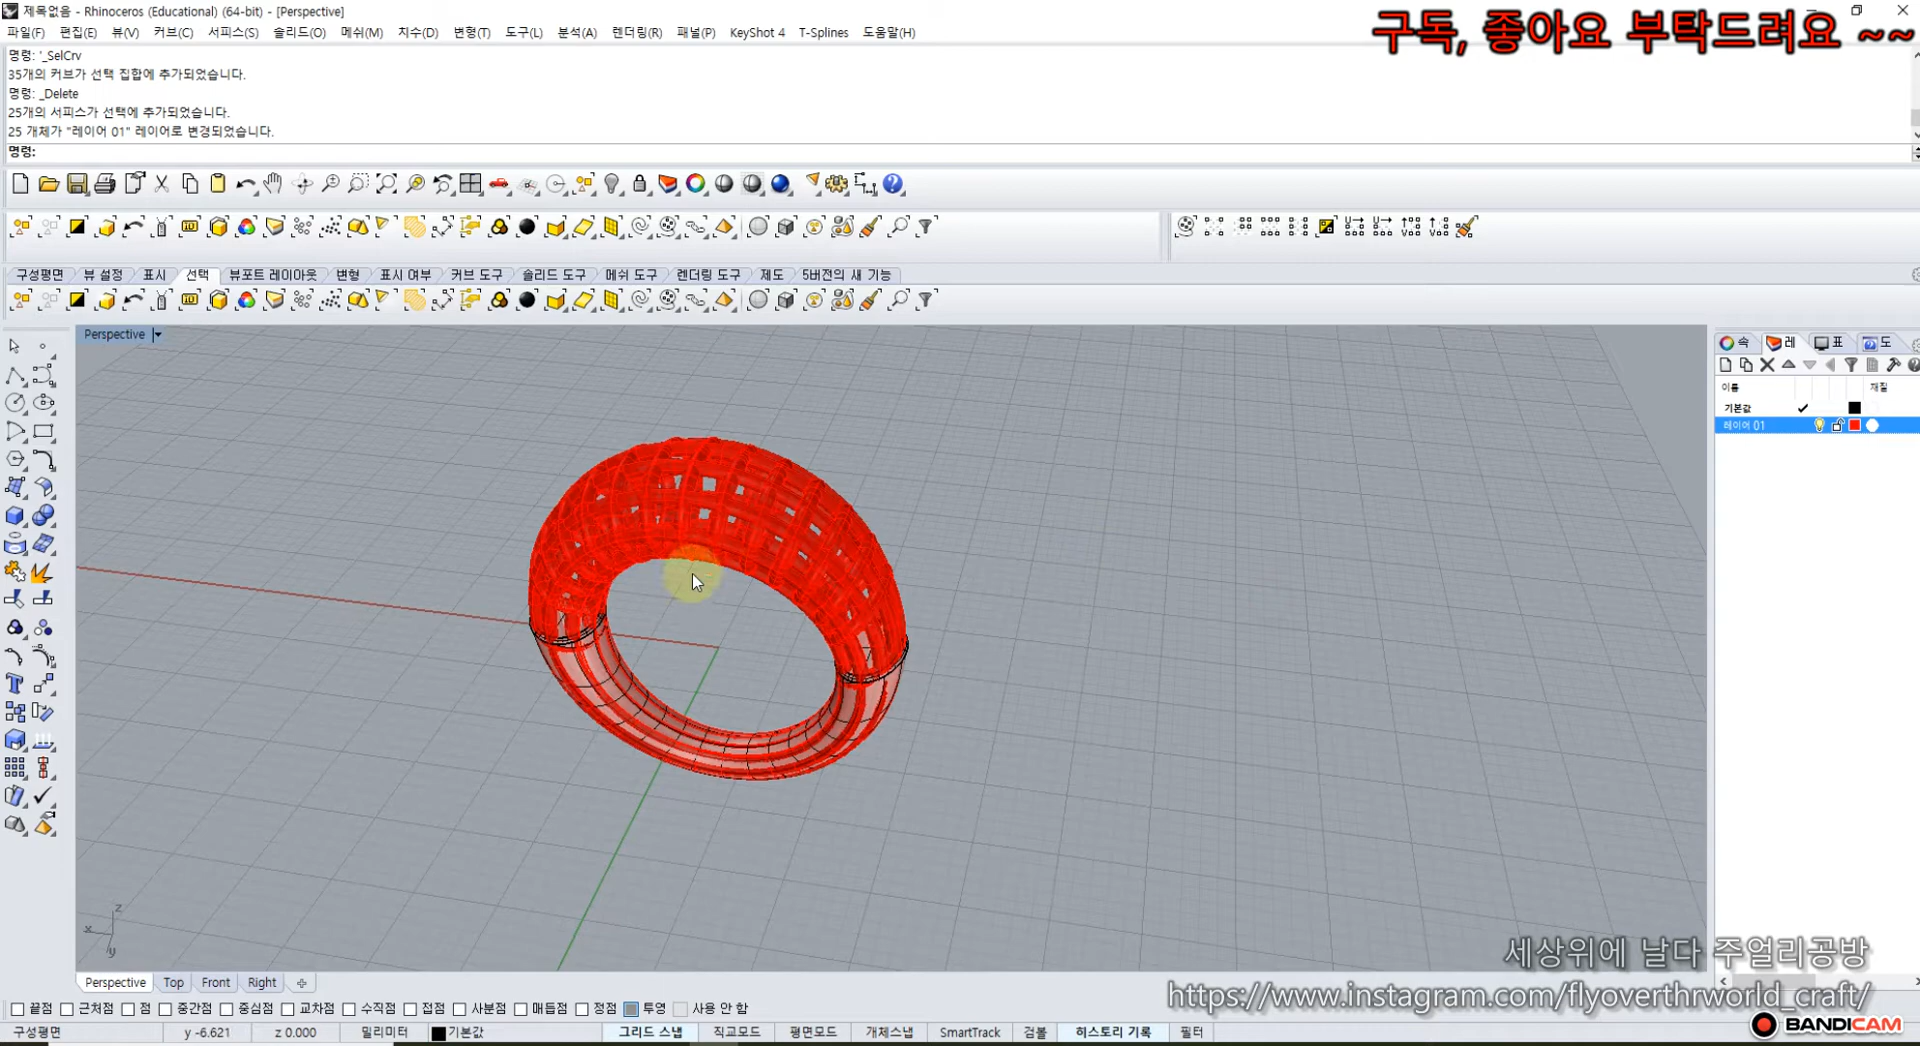 제목없음 - Rhinoceros (Educational) (64-bit) - [Perspective]
파일(F) 편집(E) 뷰(V) 커브(C) 서피스(S) 솔리드(O) 메쉬(M) 치수(D) 변형(T) 도구(L) 분석(A) 렌더링(R) 패널(P) KeyShot 4 T-Splines 도움말(H)
구독, 좋아요 부탁드려요 ~~
명령: '_SelCrv
35개의 커브가 선택 집합에 추가되었습니다.
명령: _Delete
25개의 서피스가 선택에 추가되었습니다.
25 개체가 "레이어 01" 레이어로 변경되었습니다.
명령:
구성평면 뷰 설정 표시 선택 뷰포트 레이아웃 변형 표시 여부 커브 도구 솔리드 도구 메쉬 도구 렌더링 도구 제도 5버전의 새 기능
Perspective
속 레 표 도
이름 재질
기본값
레이어 01
z
x
y
세상위에 날다 주얼리공방
https://www.instagram.com/flyoverthrworld_craft/
Perspective Top Front Right
끝점 근처점 점 중간점 중심점 교차점 수직점 접점 사분점 매듭점 정점 투영 사용 안 함
구성평면 y -6.621 z 0.000 밀리미터 기본값 그리드 스냅 직교모드 평면모드 개체스냅 SmartTrack 검볼 히스토리 기록 필터
BANDICAM